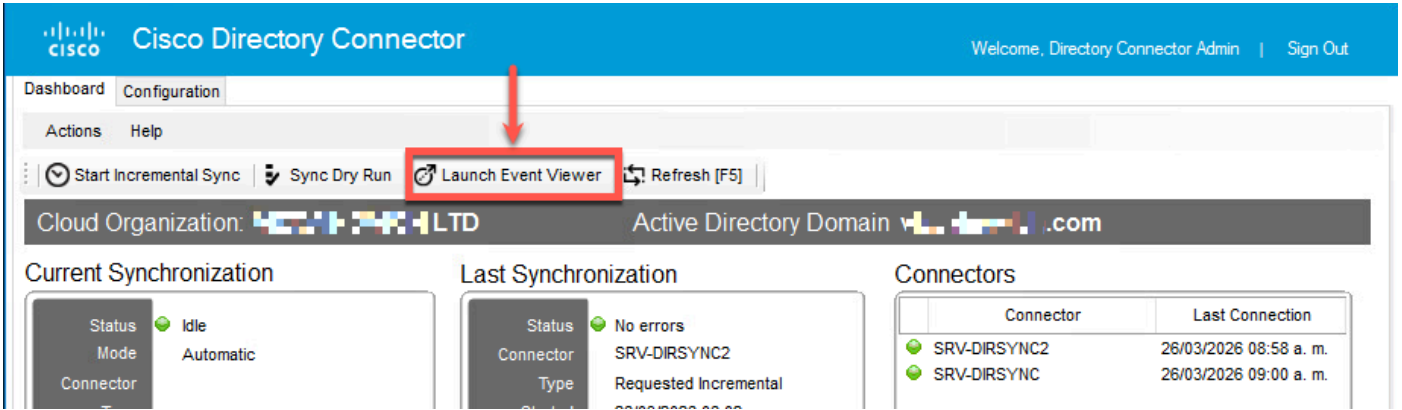 CISCO Cisco Directory Connector
Welcome, Directory Connector Admin | Sign Out
Dashboard Configuration
Actions Help
Start Incremental Sync Sync Dry Run Launch Event Viewer Refresh [F5]
Cloud Organization: LTD Active Directory Domain .com
Current Synchronization
Status Idle
Mode Automatic
Connector
Last Synchronization
Status No errors
Connector SRV-DIRSYNC2
Type Requested Incremental
Connectors
Connector Last Connection
SRV-DIRSYNC2 26/03/2026 08:58 a. m.
SRV-DIRSYNC 26/03/2026 09:00 a. m.